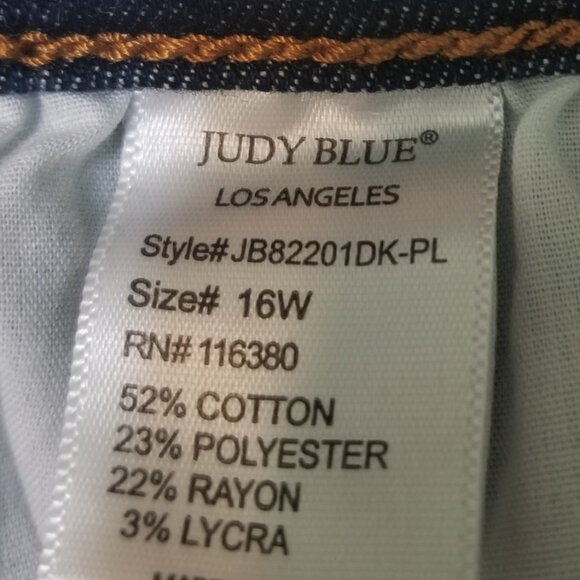 JUDY BLUE®
LOS ANGELES
Style# JB82201DK-PL
Size# 16W
RN# 116380
52% COTTON
23% POLYESTER
22% RAYON
3% LYCRA